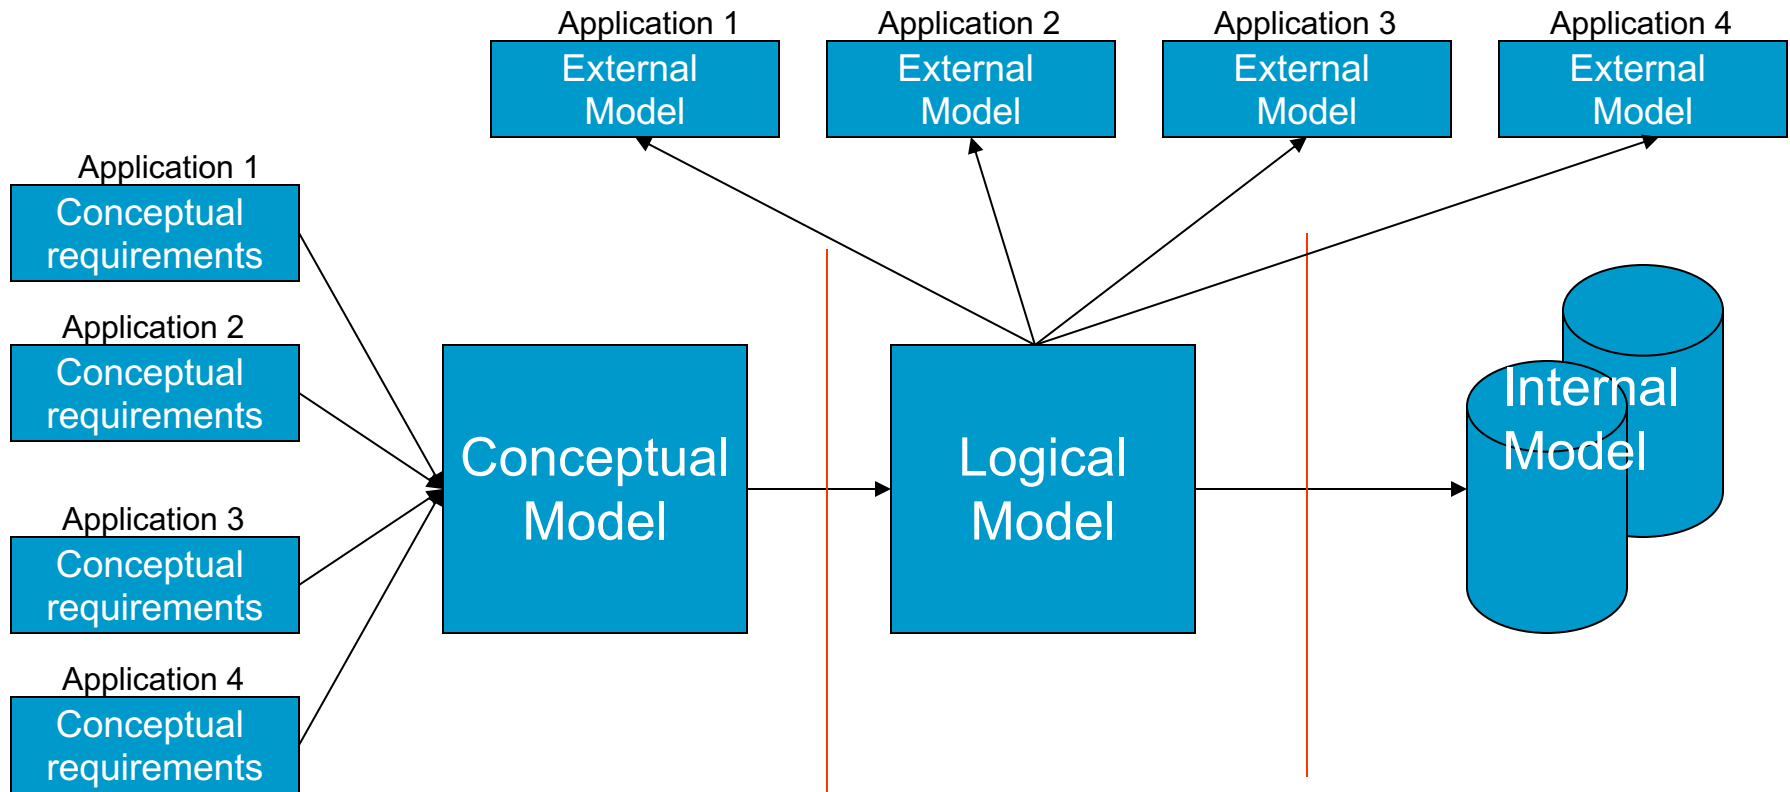 Application 1
External
Model
Application 2
External
Model
Application 3
External
Model
Application 4
External
Model
Application 1
Conceptual
requirements
Application 2
Conceptual
requirements
Application 3
Conceptual
requirements
Application 4
Conceptual
requirements
Conceptual
Model
Logical
Model
Internal
Model